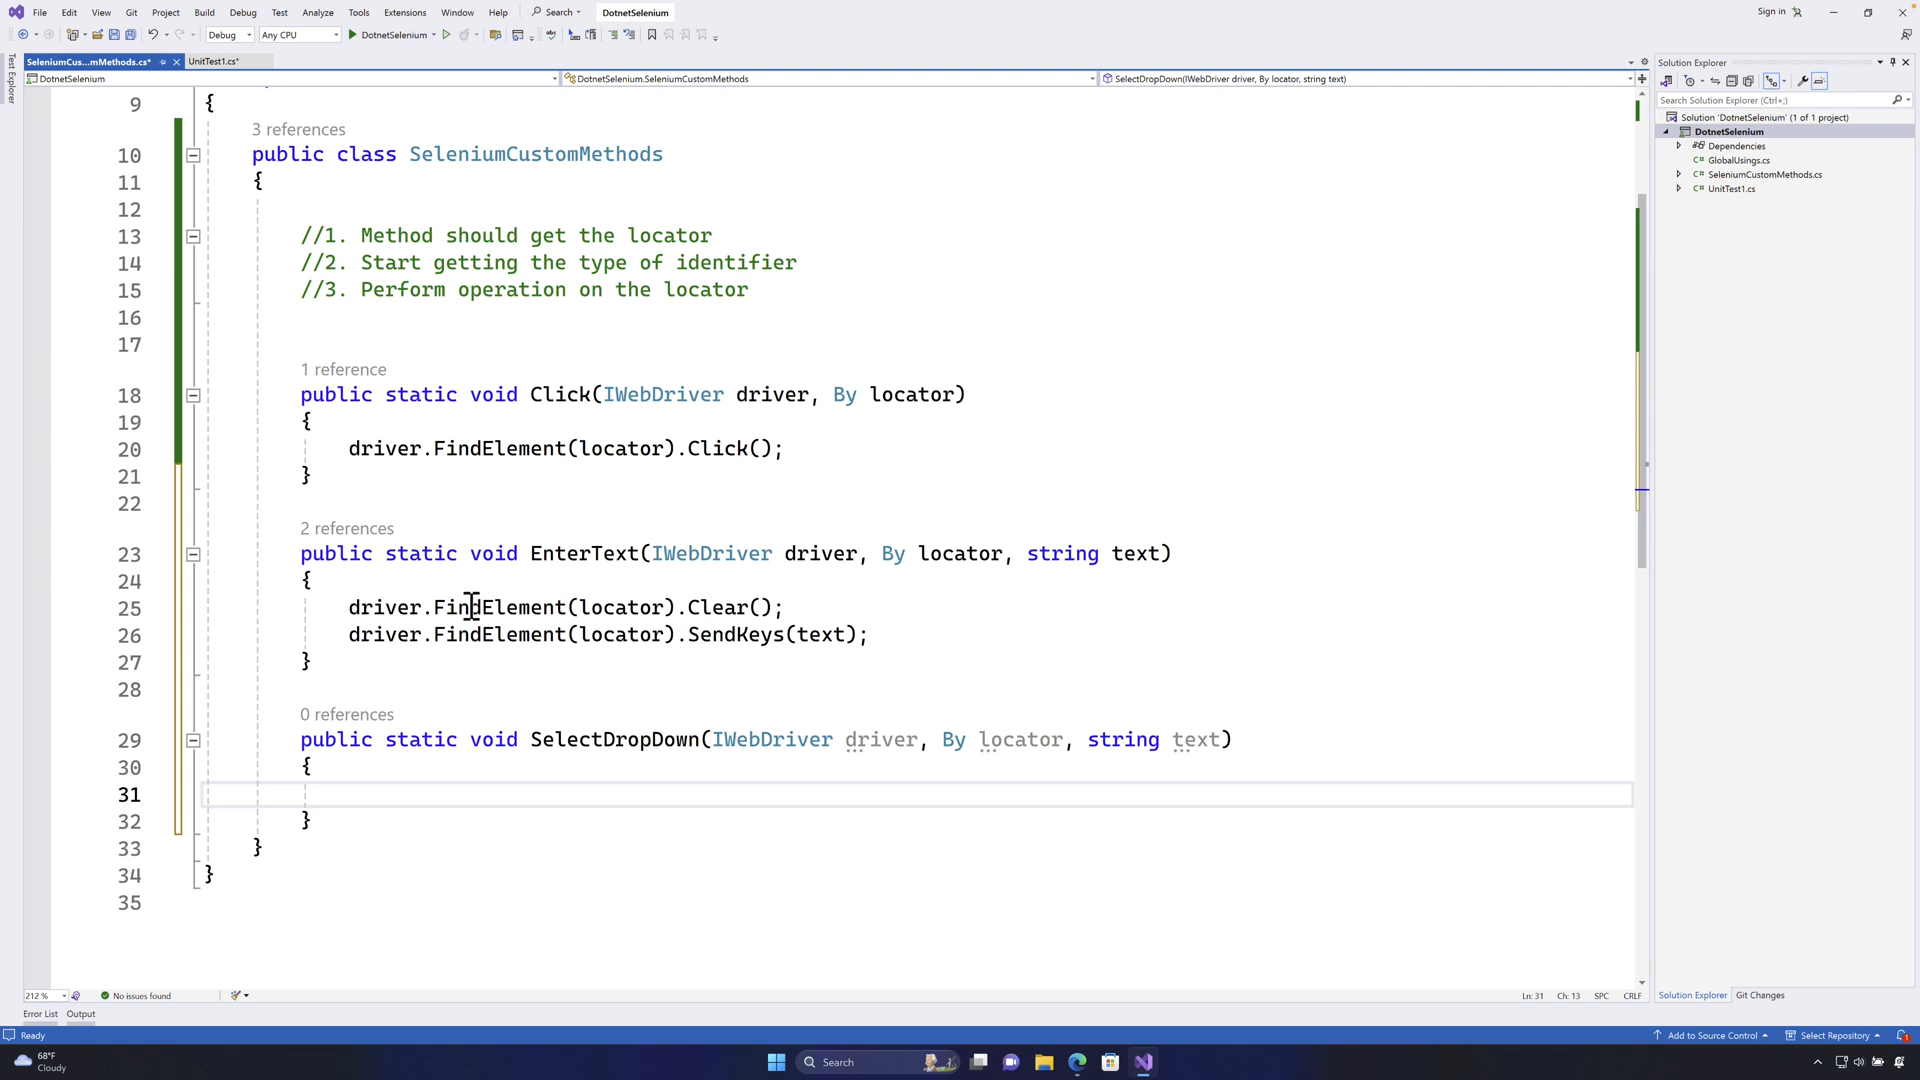 File Edit View Git Project Build Debug Test Analyze Tools Extensions Window Help Search DotnetSelenium Sign in
Debug Any CPU DotnetSelenium
Test Explorer
SeleniumCus...mMethods.cs* UnitTest1.cs*
DotnetSelenium DotnetSelenium.SeleniumCustomMethods SelectDropDown(IWebDriver driver, By locator, string text)
9 {
3 references
10 public class SeleniumCustomMethods
11 {
12
13 //1. Method should get the locator
14 //2. Start getting the type of identifier
15 //3. Perform operation on the locator
16
17
1 reference
18 public static void Click(IWebDriver driver, By locator)
19 {
20 driver.FindElement(locator).Click();
21 }
22
2 references
23 public static void EnterText(IWebDriver driver, By locator, string text)
24 {
25 driver.FindElement(locator).Clear();
26 driver.FindElement(locator).SendKeys(text);
27 }
28
0 references
29 public static void SelectDropDown(IWebDriver driver, By locator, string text)
30 {
31
32 }
33 }
34 }
35
Solution Explorer
Search Solution Explorer (Ctrl+;)
Solution 'DotnetSelenium' (1 of 1 project)
DotnetSelenium
Dependencies
C# GlobalUsings.cs
C# SeleniumCustomMethods.cs
C# UnitTest1.cs
212 % No issues found Ln: 31 Ch: 13 SPC CRLF
Solution Explorer Git Changes
Error List Output
Ready Add to Source Control Select Repository 1
68°F
Cloudy
Search